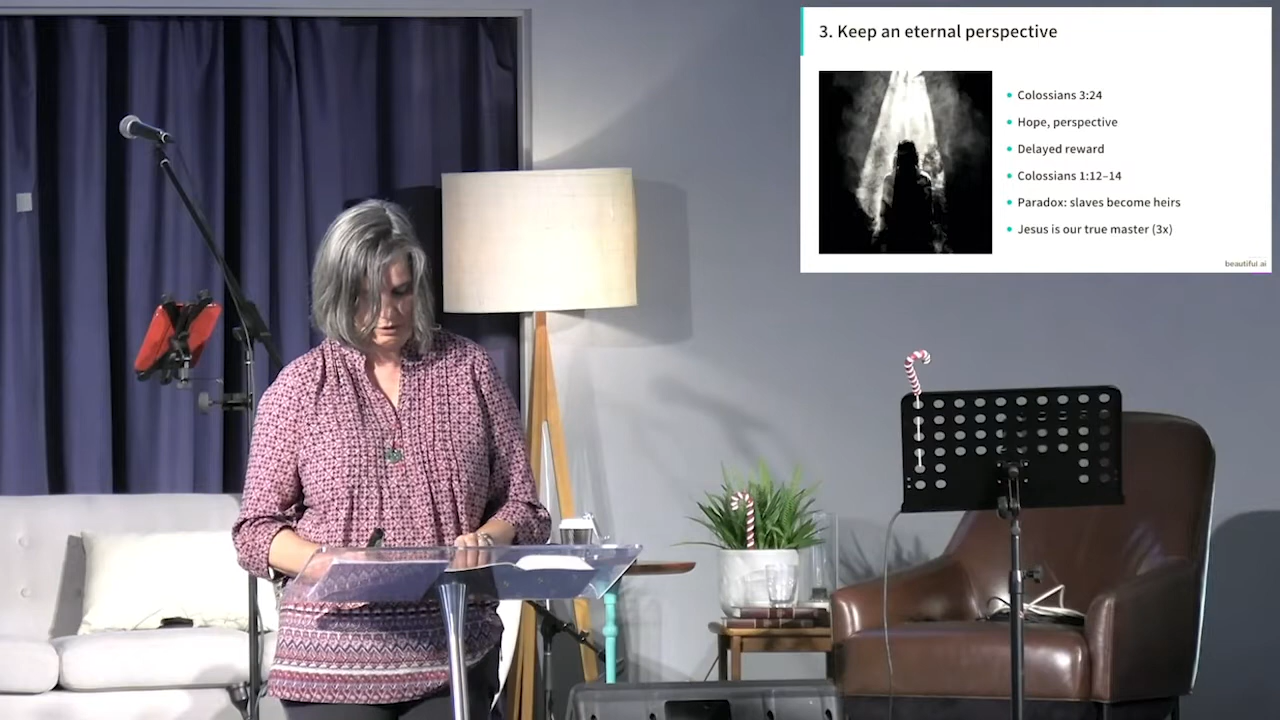 3. Keep an eternal perspective
Colossians 3:24
Hope, perspective
Delayed reward
Colossians 1:12–14
Paradox: slaves become heirs
Jesus is our true master (3x)
beautiful.ai